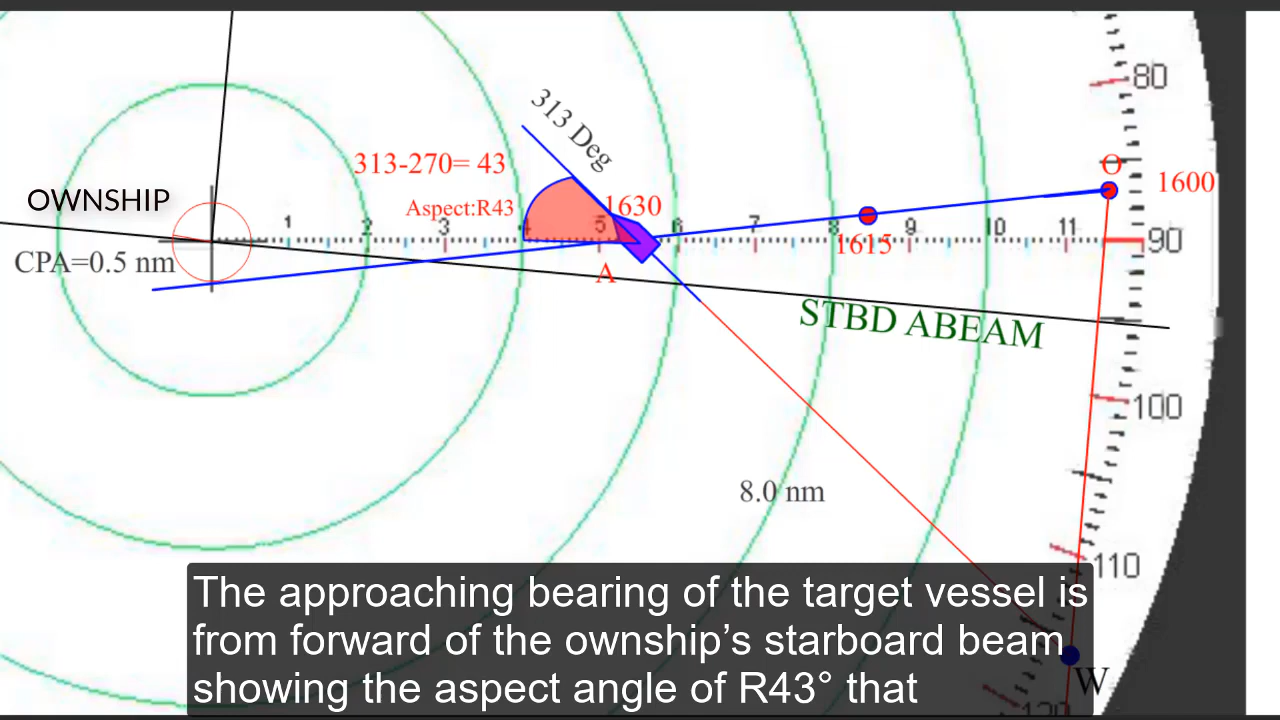 80
313 Deg
313-270= 43
O
1600
OWNSHIP
Aspect:R43
1630
1 2 3 4 5 6 7 8 9 10 11
90
1615
CPA=0.5 nm
A
STBD ABEAM
100
8.0 nm
110
The approaching bearing of the target vessel is
from forward of the ownship’s starboard beam
showing the aspect angle of R43° that
W
120